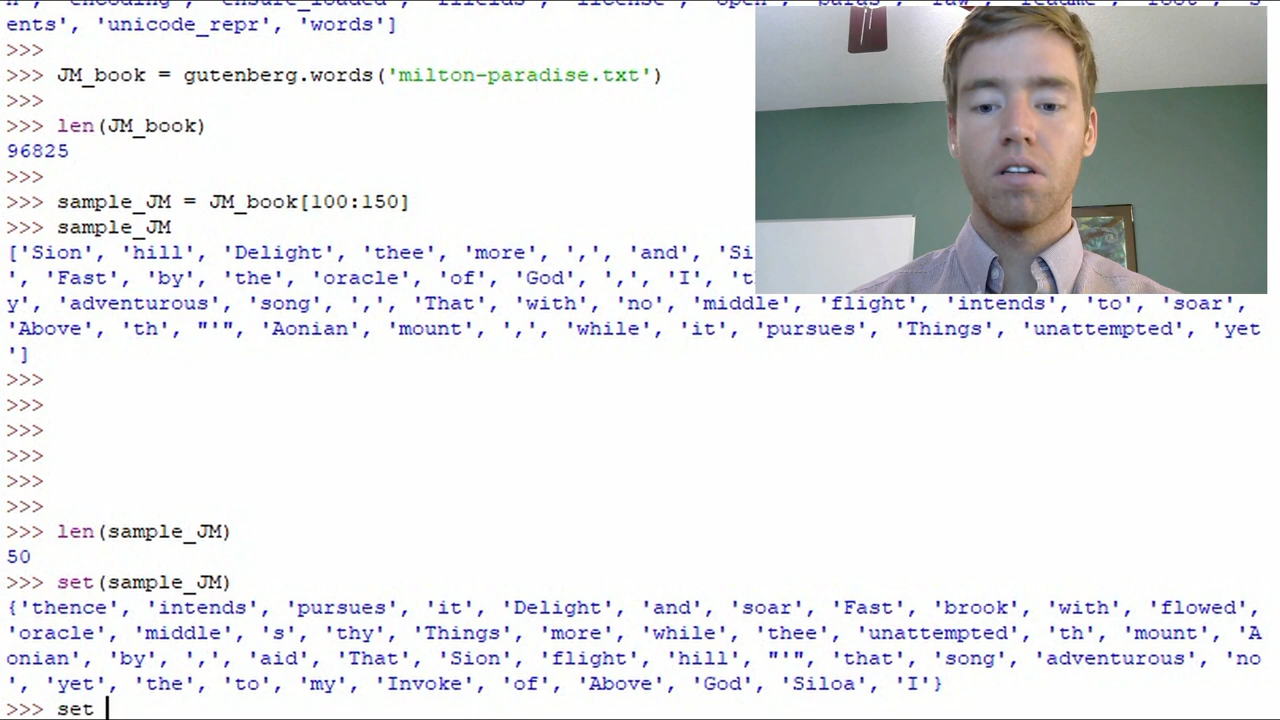 ents', 'unicode_repr', 'words']
>>>
>>> JM_book = gutenberg.words('milton-paradise.txt')
>>>
>>> len(JM_book)
96825
>>>
>>> sample_JM = JM_book[100:150]
>>> sample_JM
['Sion', 'hill', 'Delight', 'thee', 'more', ',', 'and', 'Si
', 'Fast', 'by', 'the', 'oracle', 'of', 'God', ',', 'I', 't
y', 'adventurous', 'song', ',', 'That', 'with', 'no', 'middle', 'flight', 'intends', 'to', 'soar',
'Above', 'th', "'", 'Aonian', 'mount', ',', 'while', 'it', 'pursues', 'Things', 'unattempted', 'yet
']
>>>
>>>
>>>
>>>
>>>
>>>
>>> len(sample_JM)
50
>>> set(sample_JM)
{'thence', 'intends', 'pursues', 'it', 'Delight', 'and', 'soar', 'Fast', 'brook', 'with', 'flowed',
'oracle', 'middle', 's', 'thy', 'Things', 'more', 'while', 'thee', 'unattempted', 'th', 'mount', 'A
onian', 'by', ',', 'aid', 'That', 'Sion', 'flight', 'hill', "'", 'that', 'song', 'adventurous', 'no
', 'yet', 'the', 'to', 'my', 'Invoke', 'of', 'Above', 'God', 'Siloa', 'I'}
>>> set